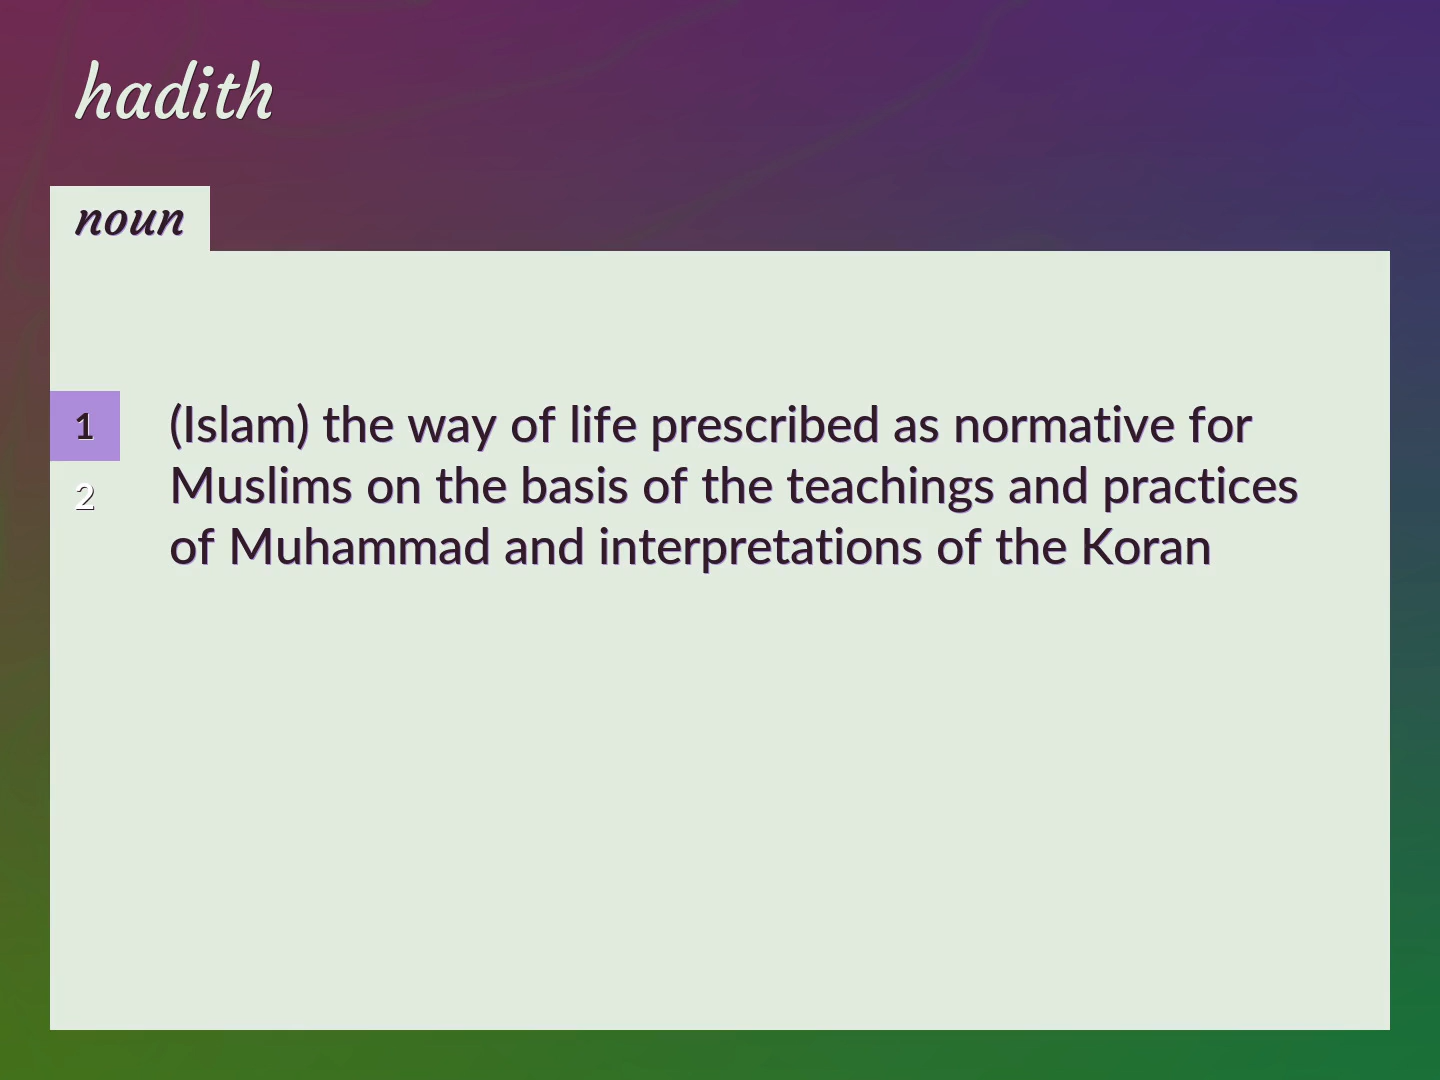 hadith
noun
1
(Islam) the way of life prescribed as normative for
Muslims on the basis of the teachings and practices
of Muhammad and interpretations of the Koran
2